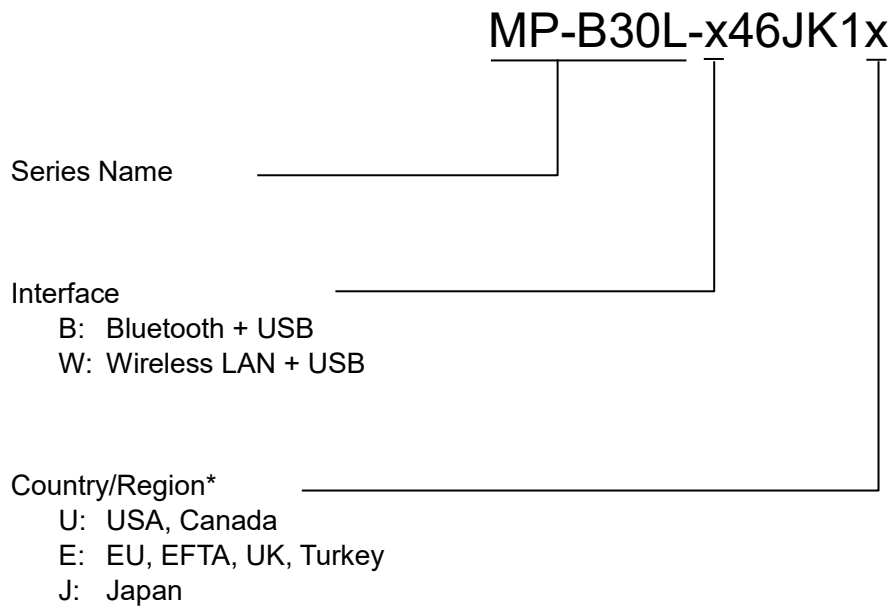 MP-B30L-x46JK1x
Series Name
Interface
B: Bluetooth + USB
W: Wireless LAN + USB
Country/Region*
U: USA, Canada
E: EU, EFTA, UK, Turkey
J: Japan